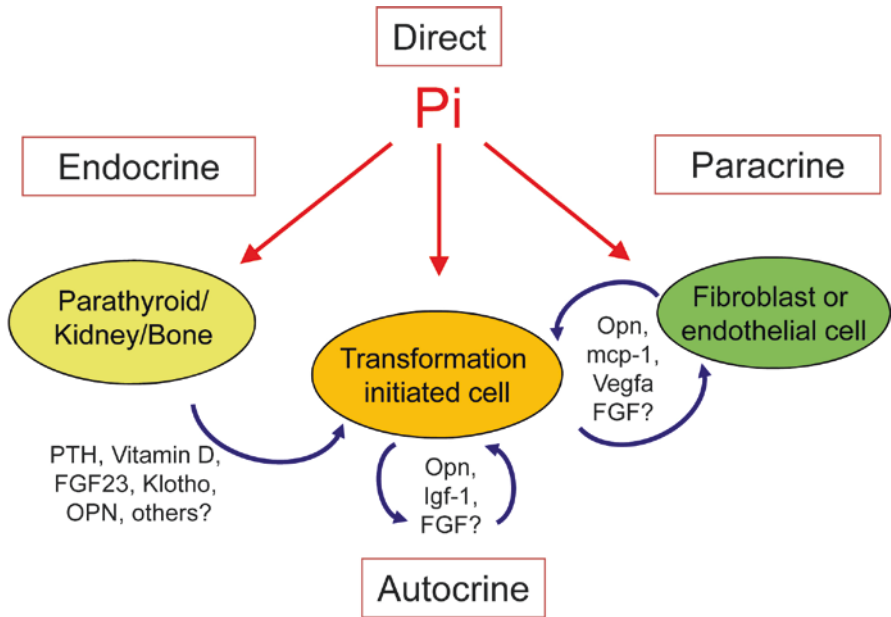 Direct
Pi
Endocrine
Paracrine
Parathyroid/
Kidney/Bone
Fibroblast or
endothelial cell
Transformation
initiated cell
Opn,
mcp-1,
Vegfa
FGF?
PTH, Vitamin D,
FGF23, Klotho,
OPN, others?
Opn,
Igf-1,
FGF?
Autocrine